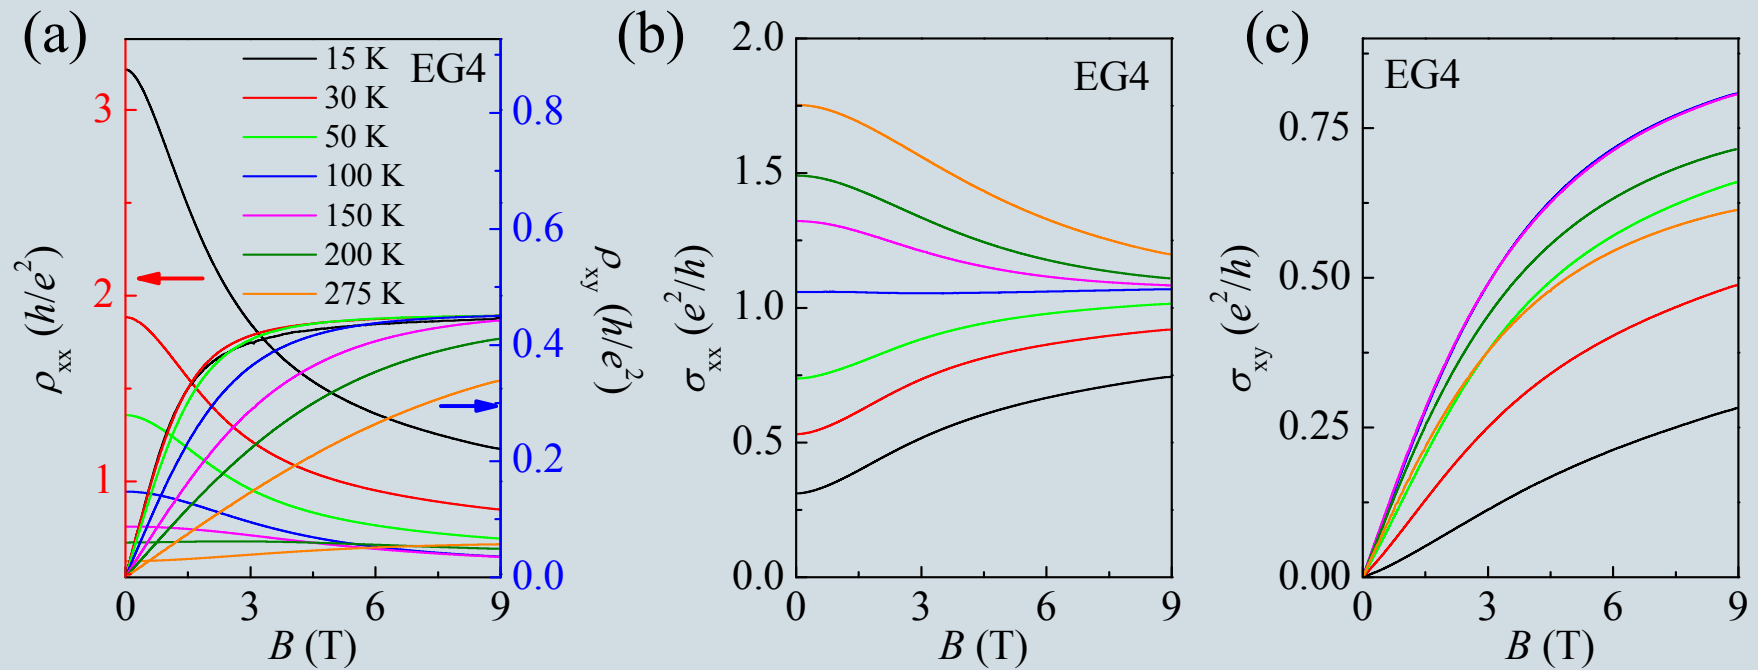 (a)
EG4
15 K
30 K
50 K
100 K
150 K
200 K
275 K
3
2
1
ρxx (h/e²)
0.8
0.6
0.4
0.2
0.0
ρxy (h/e²)
0
3
6
9
B (T)
(b)
EG4
2.0
1.5
1.0
0.5
0.0
σxx (e²/h)
0
3
6
9
B (T)
(c)
EG4
0.75
0.50
0.25
0.00
σxy (e²/h)
0
3
6
9
B (T)